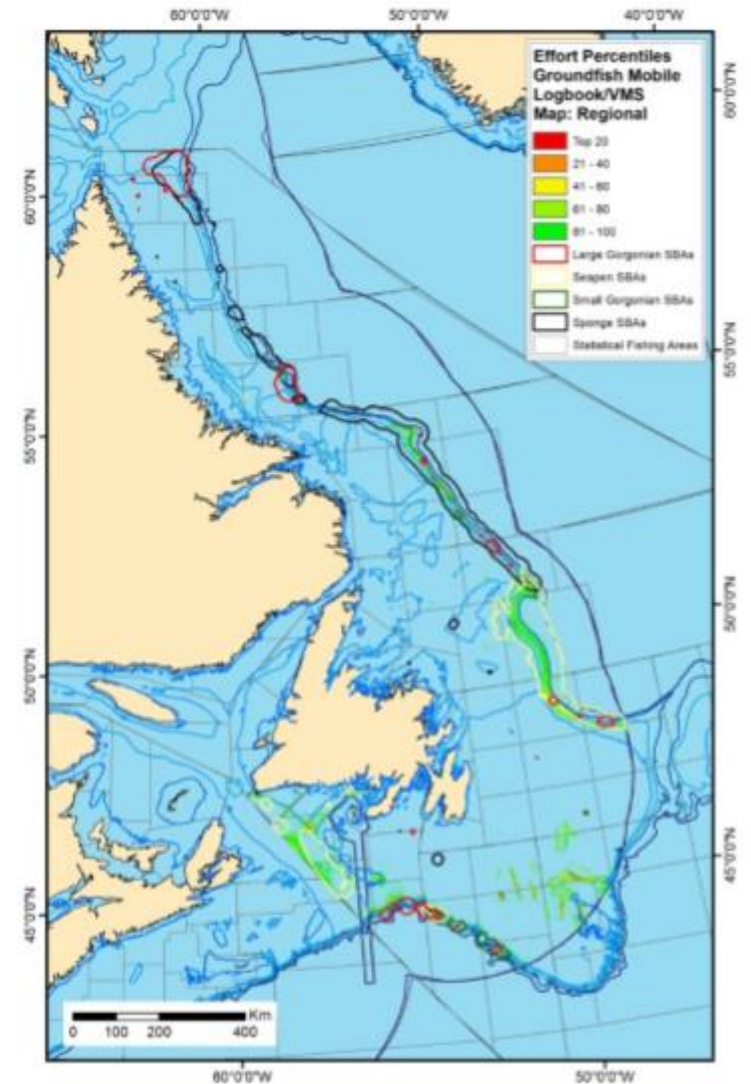 60°0'0"W
50°0'0"W
40°0'0"W
Effort Percentiles
Groundfish Mobile
Logbook/VMS
Map: Regional
Top 20
21 - 40
41 - 60
61 - 80
81 - 100
Large Gorgonian SBAs
Seapen SBAs
Small Gorgonian SBAs
Sponge SBAs
Statistical Fishing Areas
60°0'0"N
55°0'0"N
50°0'0"N
45°0'0"N
60°0'0"N
55°0'0"N
50°0'0"N
45°0'0"N
Km
0 100 200 400
60°0'0"W
50°0'0"W